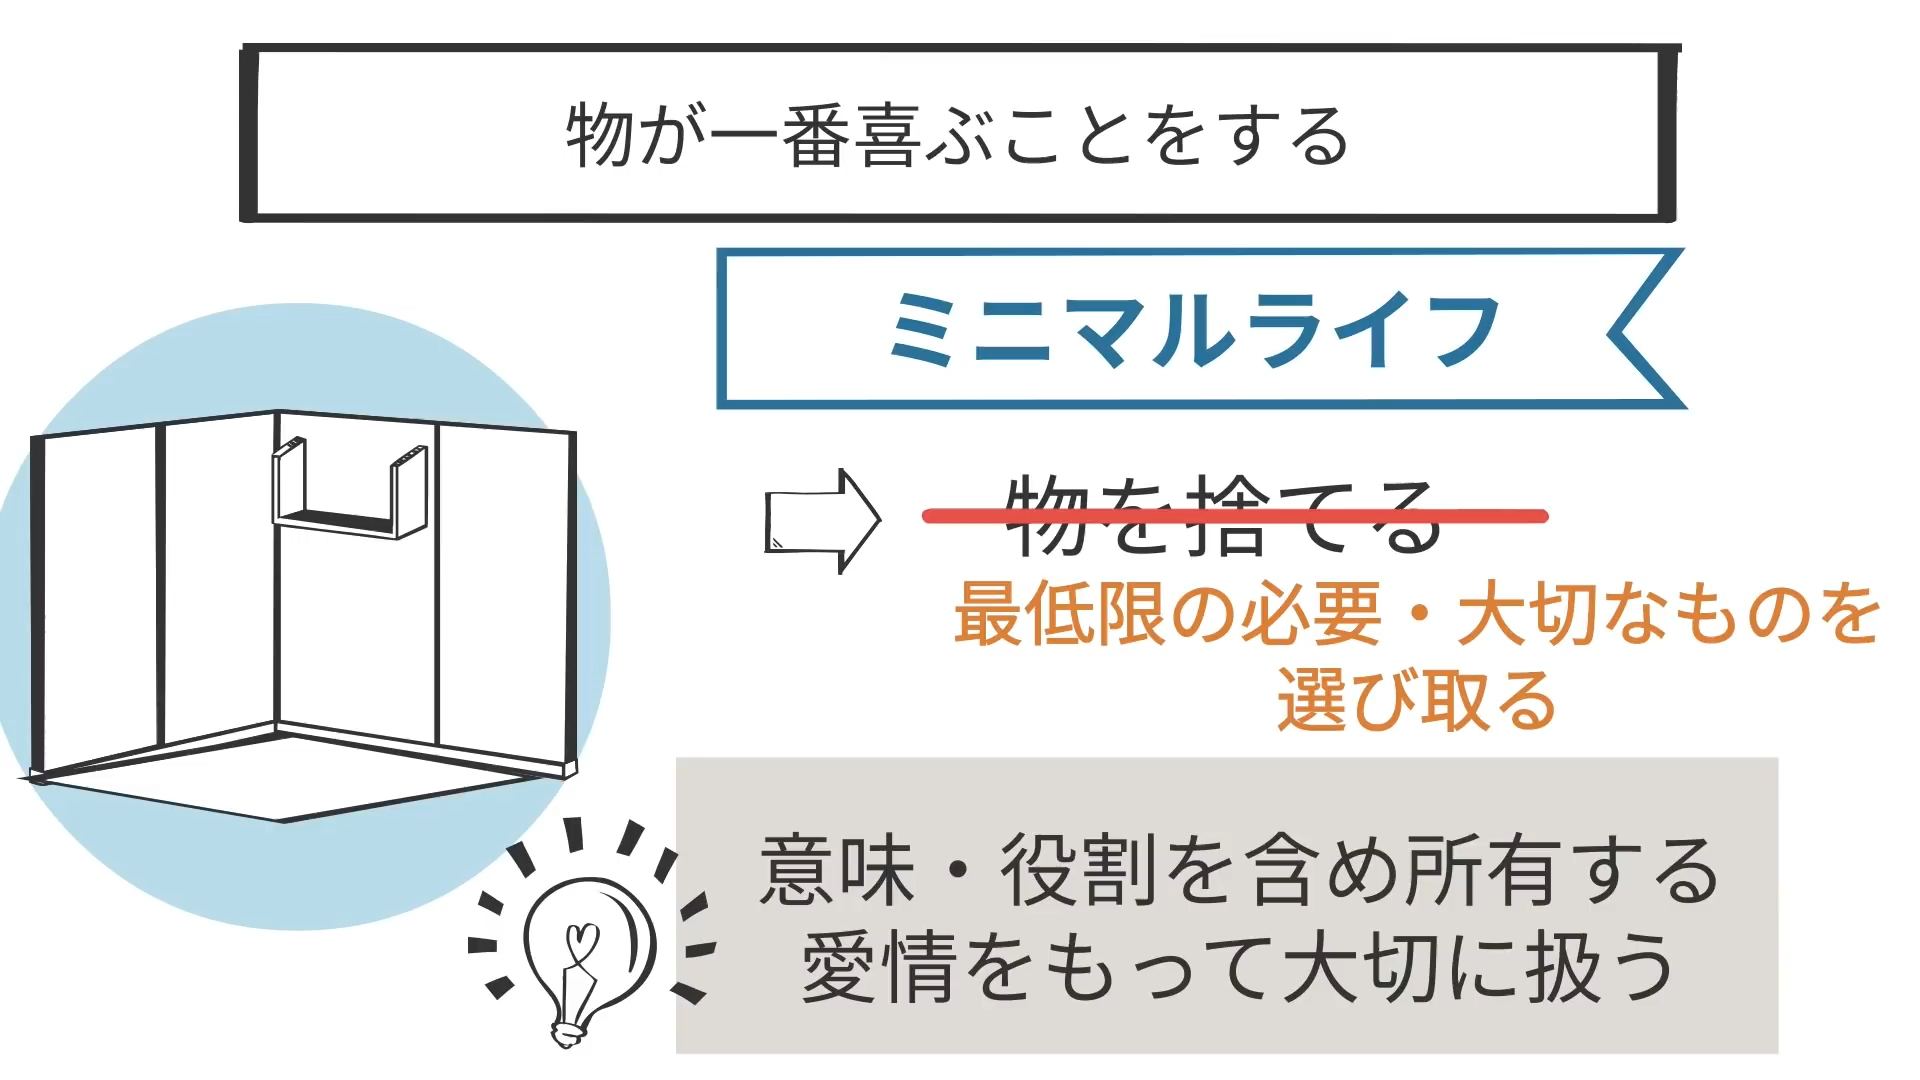 物が一番喜ぶことをする
ミニマルライフ
物を捨てる
最低限の必要・大切なものを
選び取る
意味・役割を含め所有する
愛情をもって大切に扱う